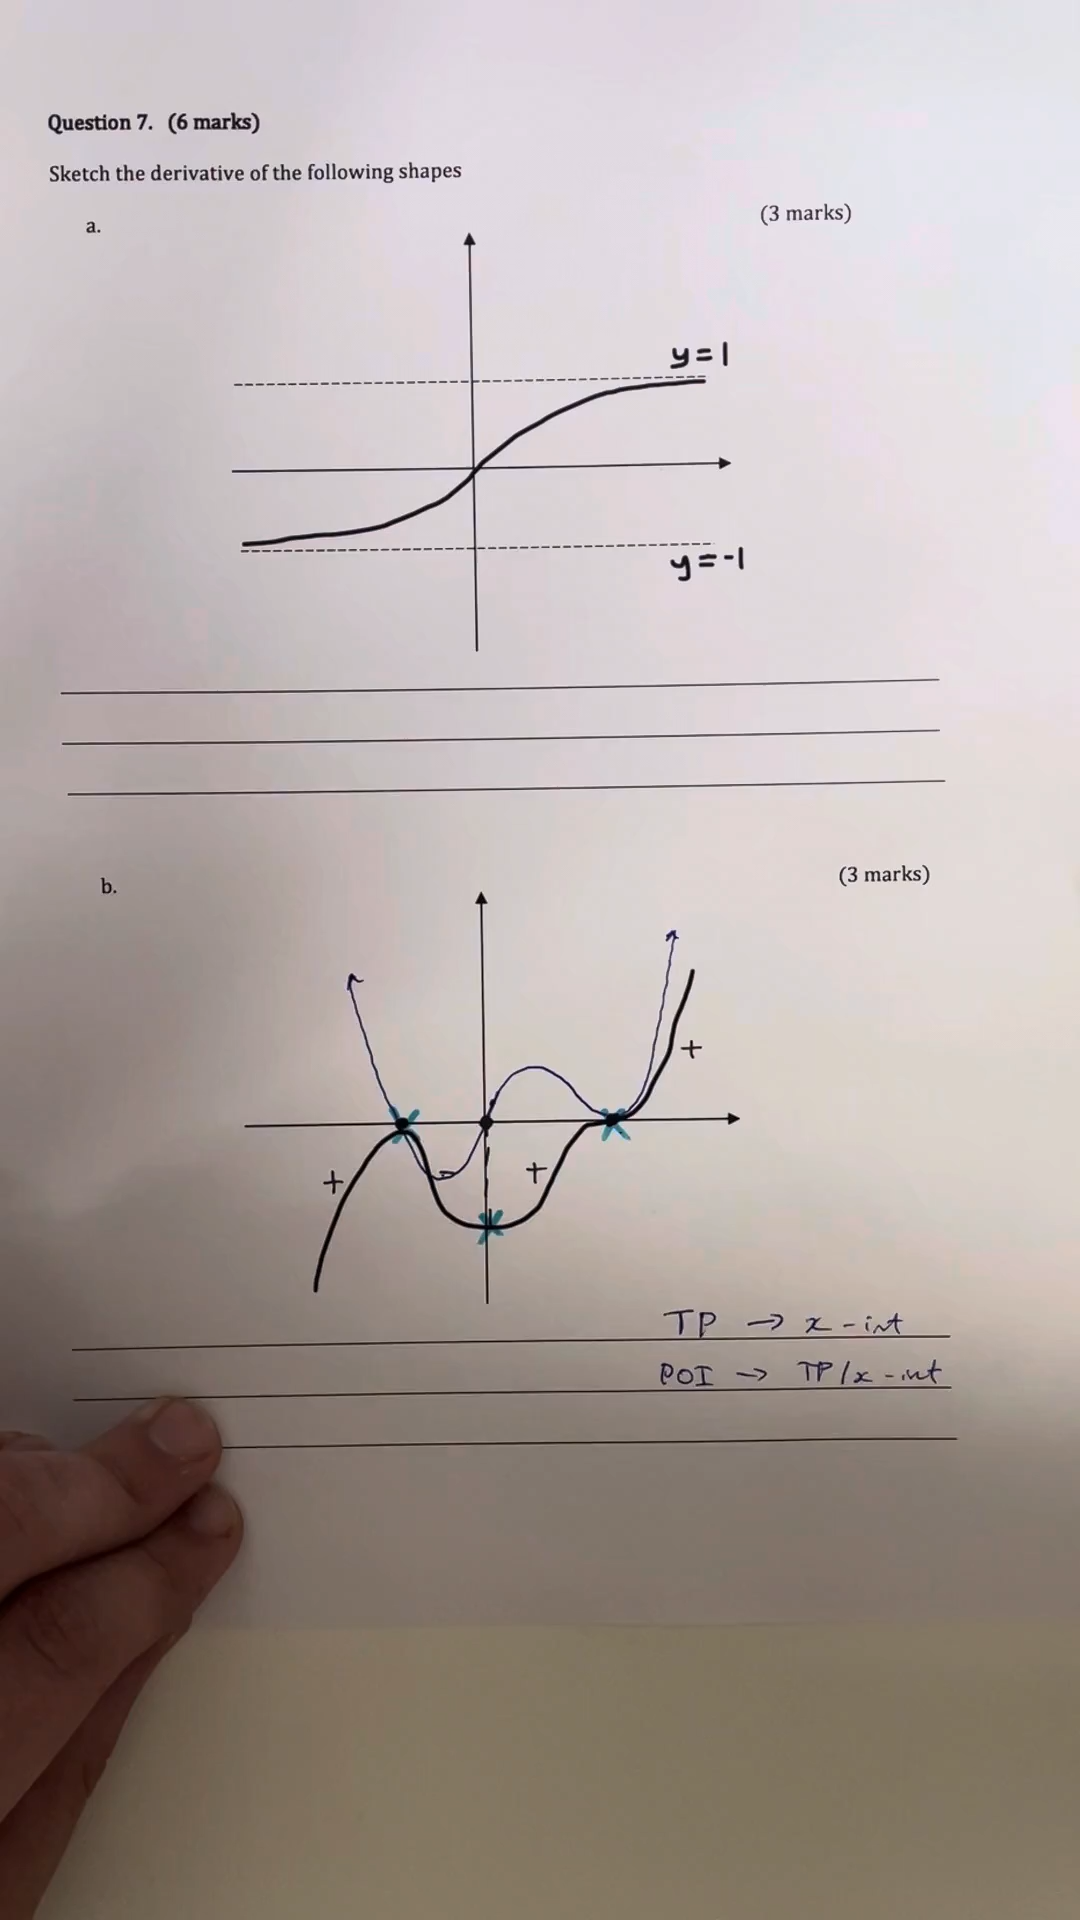 Question 7. (6 marks)
Sketch the derivative of the following shapes
(3 marks)
a.
y=1
y=-1
(3 marks)
b.
+
+
+
TP → x-int
POI → TP/x-int